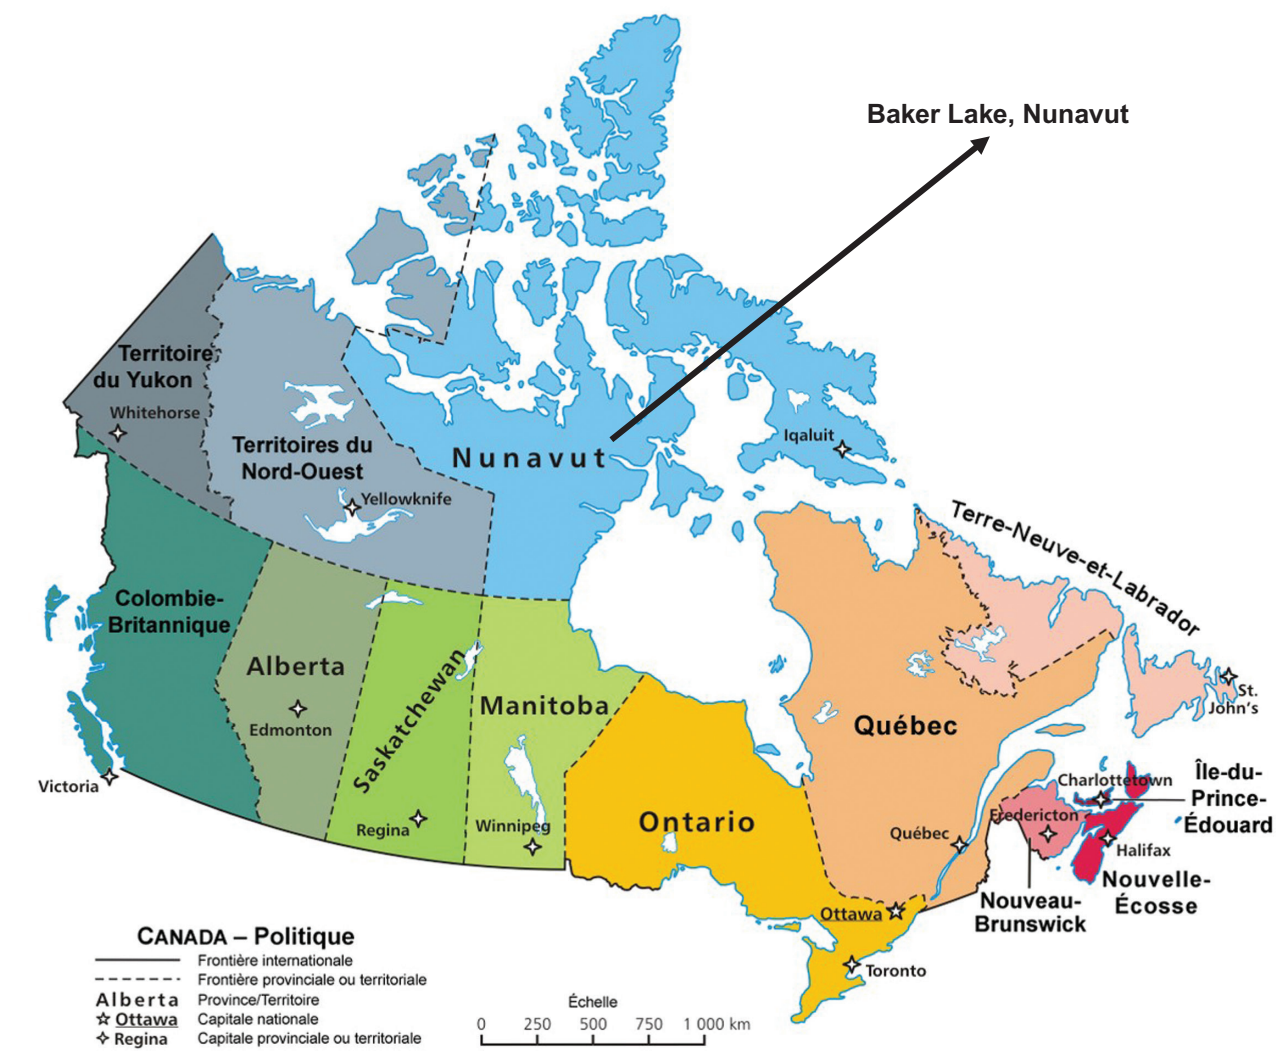 Baker Lake, Nunavut
Territoire
du Yukon
Whitehorse
Territoires du
Nord-Ouest
Yellowknife
Nunavut
Iqaluit
Terre-Neuve-et-Labrador
St.
John's
Colombie-
Britannique
Victoria
Alberta
Edmonton
Saskatchewan
Regina
Manitoba
Winnipeg
Ontario
Ottawa
Toronto
Québec
Québec
Charlottetown
Île-du-
Prince-
Édouard
Fredericton
Halifax
Nouveau-
Brunswick
Nouvelle-
Écosse
CANADA – Politique
Frontière internationale
Frontière provinciale ou territoriale
Alberta Province/Territoire
Ottawa Capitale nationale
Regina Capitale provinciale ou territoriale
Échelle
0 250 500 750 1 000 km